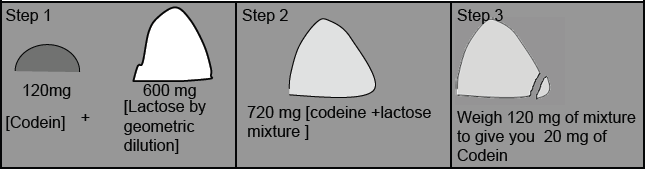 Step 1
120mg
[Codein]
+
600 mg
[Lactose by
geometric
dilution]
Step 2
720 mg [codeine +lactose
mixture ]
Step 3
Weigh 120 mg of mixture
to give you  20 mg of
Codein